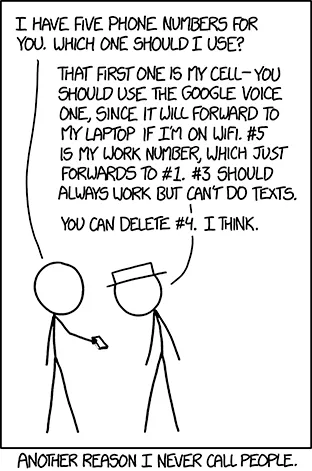 I HAVE FIVE PHONE NUMBERS FOR
YOU. WHICH ONE SHOULD I USE?
THAT FIRST ONE IS MY CELL—YOU
SHOULD USE THE GOOGLE VOICE
ONE, SINCE IT WILL FORWARD TO
MY LAPTOP IF I'M ON WIFI. #5
IS MY WORK NUMBER, WHICH JUST
FORWARDS TO #1. #3 SHOULD
ALWAYS WORK BUT CAN'T DO TEXTS.
YOU CAN DELETE #4. I THINK.
ANOTHER REASON I NEVER CALL PEOPLE.